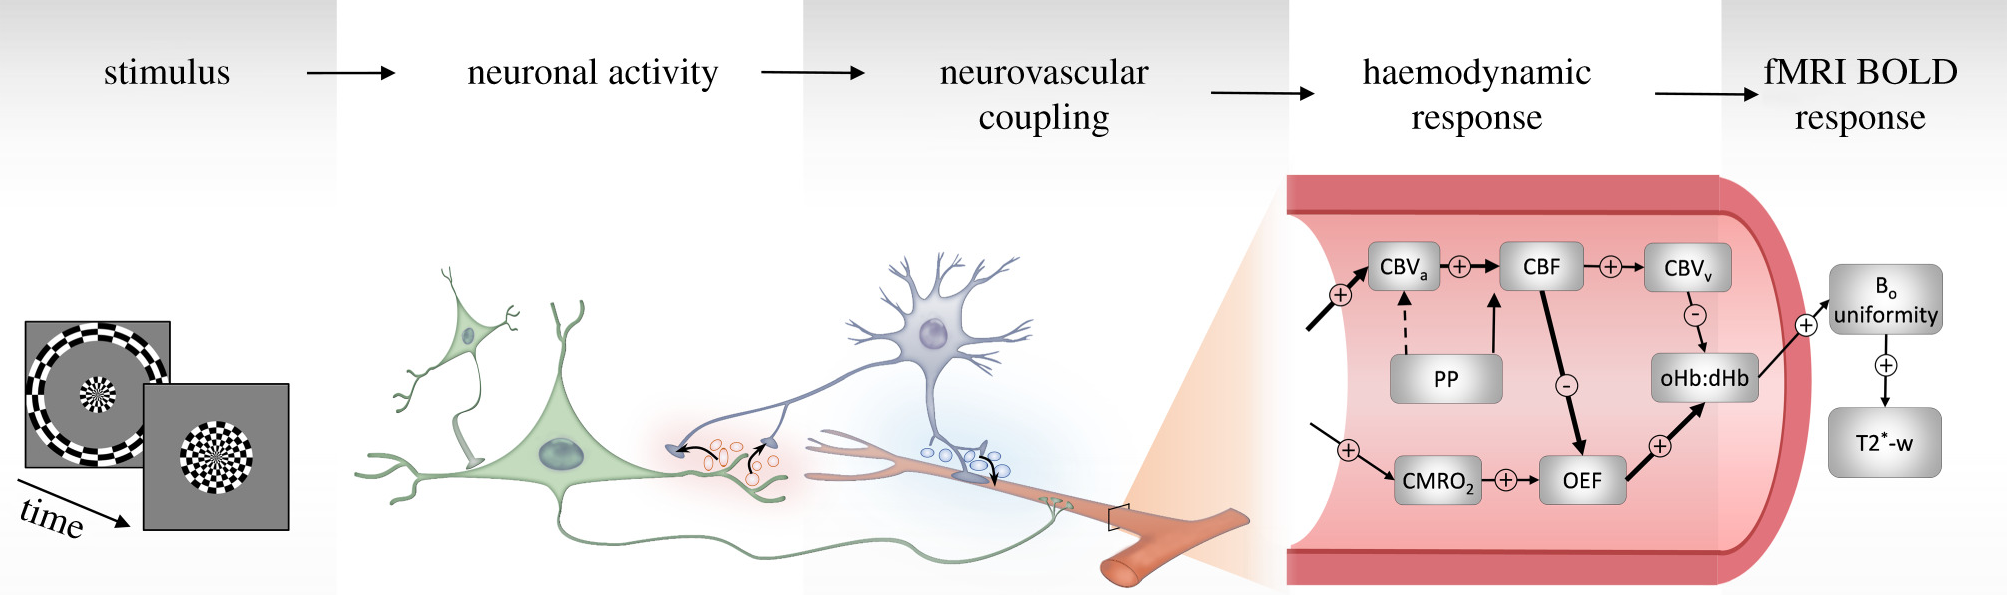 stimulus
neuronal activity
neurovascular
coupling
haemodynamic
response
fMRI BOLD
response
time
CBVa
+
CBF
+
CBVv
+
-
PP
-
oHb:dHb
+
Bo
uniformity
+
+
CMRO2
+
OEF
+
T2*-w